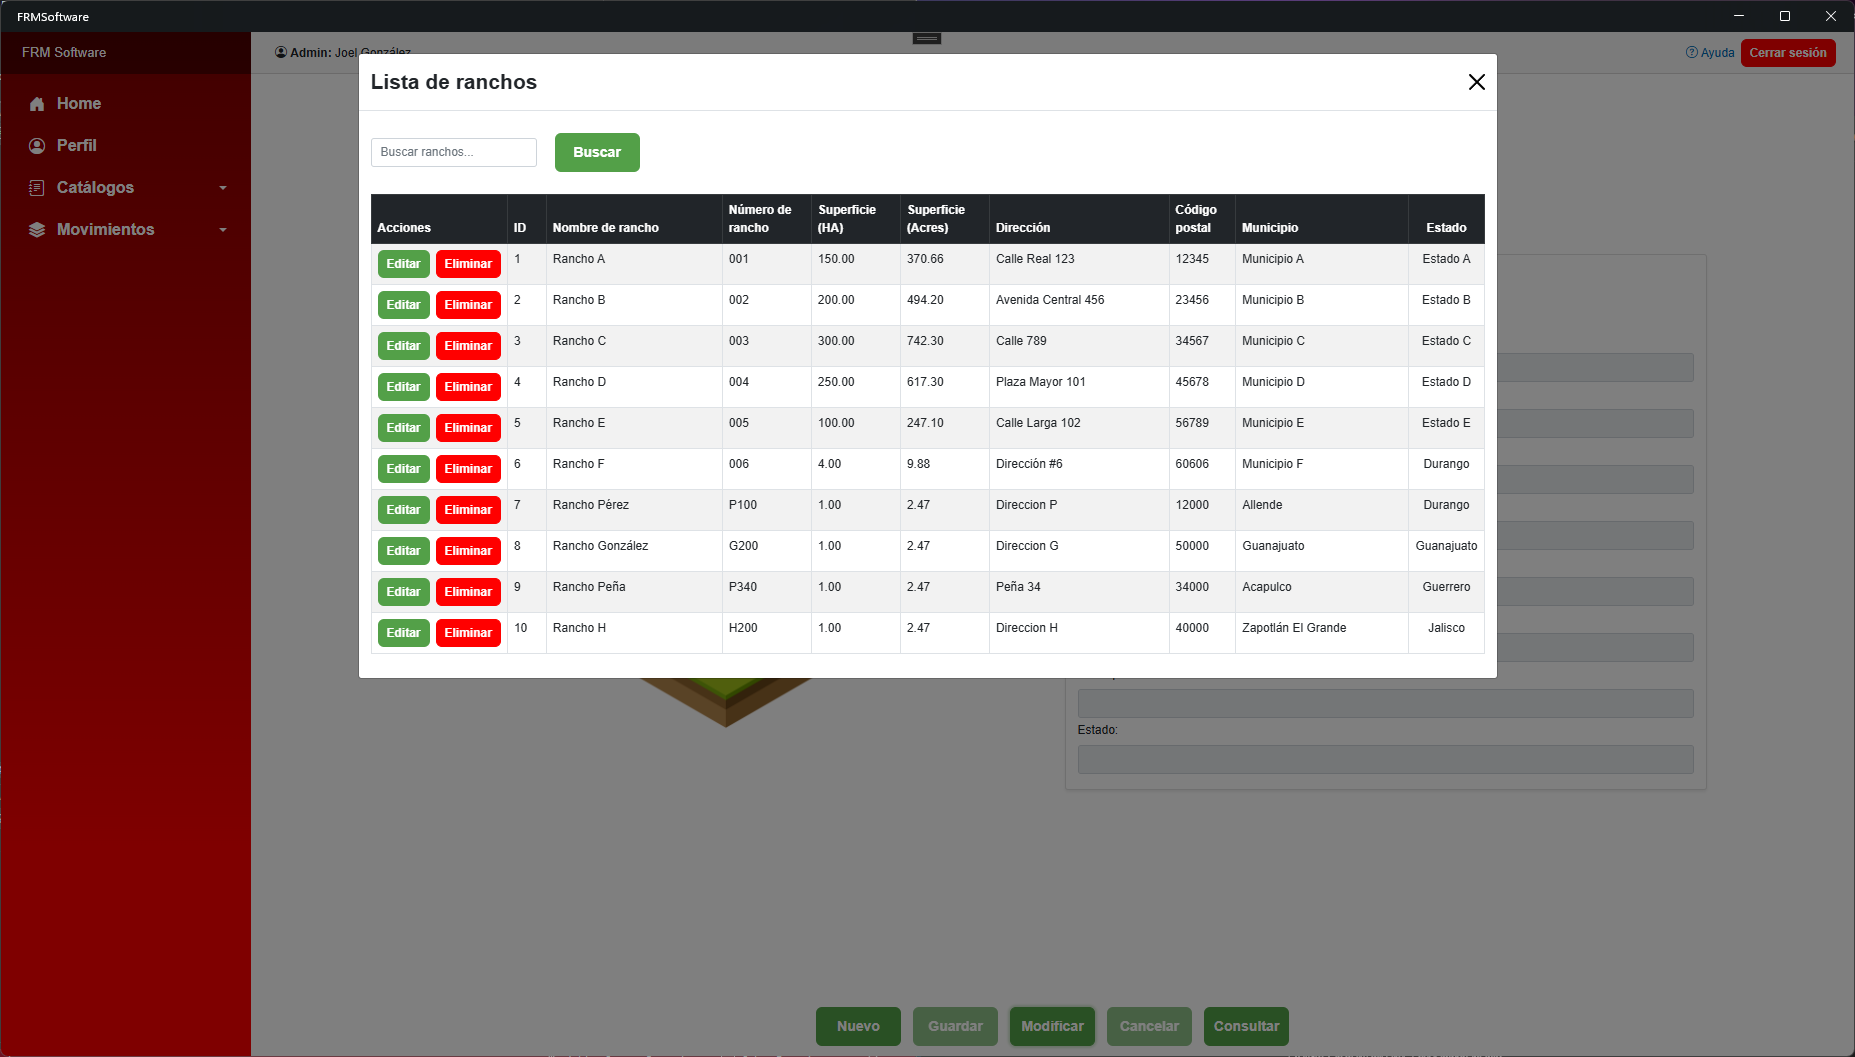 FRMSoftware
FRM Software
Admin: Joel González
Ayuda
Cerrar sesión
Home
Perfil
Catálogos
Movimientos
Lista de ranchos
Buscar ranchos...
Buscar
Acciones ID Nombre de rancho Número de rancho Superficie (HA) Superficie (Acres) Dirección Código postal Municipio Estado
Editar Eliminar 1 Rancho A 001 150.00 370.66 Calle Real 123 12345 Municipio A Estado A
Editar Eliminar 2 Rancho B 002 200.00 494.20 Avenida Central 456 23456 Municipio B Estado B
Editar Eliminar 3 Rancho C 003 300.00 742.30 Calle 789 34567 Municipio C Estado C
Editar Eliminar 4 Rancho D 004 250.00 617.30 Plaza Mayor 101 45678 Municipio D Estado D
Editar Eliminar 5 Rancho E 005 100.00 247.10 Calle Larga 102 56789 Municipio E Estado E
Editar Eliminar 6 Rancho F 006 4.00 9.88 Dirección #6 60606 Municipio F Durango
Editar Eliminar 7 Rancho Pérez P100 1.00 2.47 Direccion P 12000 Allende Durango
Editar Eliminar 8 Rancho González G200 1.00 2.47 Direccion G 50000 Guanajuato Guanajuato
Editar Eliminar 9 Rancho Peña P340 1.00 2.47 Peña 34 34000 Acapulco Guerrero
Editar Eliminar 10 Rancho H H200 1.00 2.47 Direccion H 40000 Zapotlán El Grande Jalisco
Estado:
Nuevo Guardar Modificar Cancelar Consultar